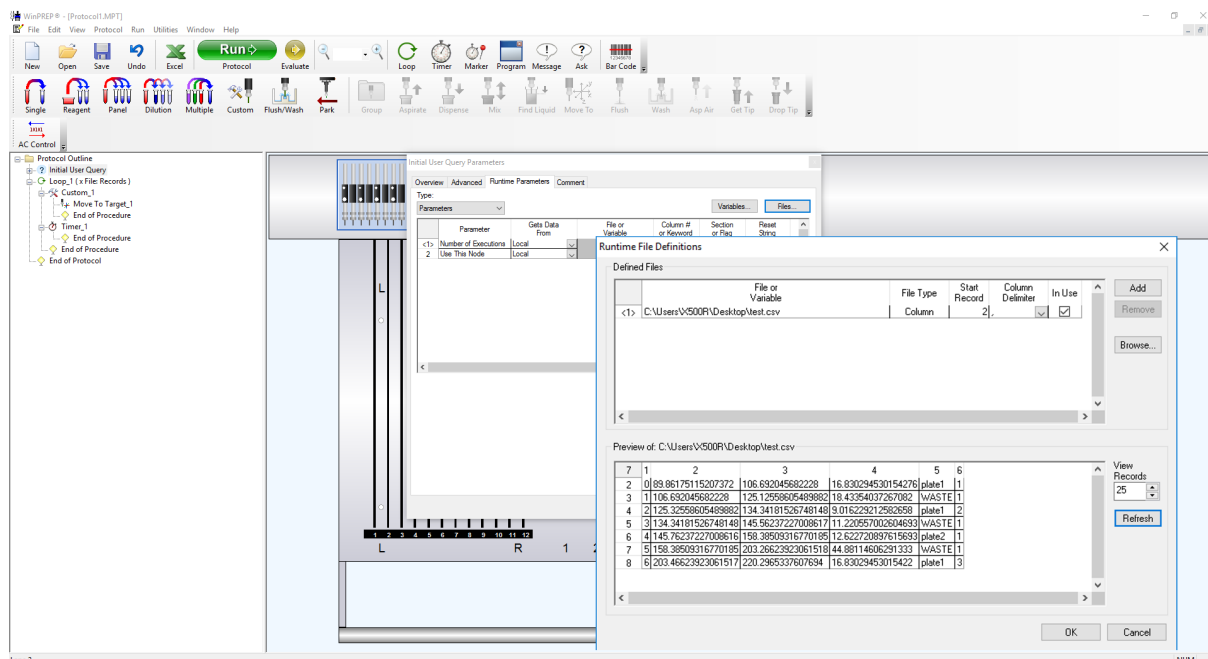 WinPREP ® - [Protocol1.MPT]
File Edit View Protocol Run Utilities Window Help
New Open Save Undo Excel Run Protocol Evaluate Loop Timer Marker Program Message Ask Bar Code
Single Reagent Panel Dilution Multiple Custom Flush/Wash Park Group Aspirate Dispense Mix Find Liquid Move To Flush Wash Asp Air Get Tip Drop Tip
AC Control
Protocol Outline
Initial User Query
Loop_1 ( x File: Records )
Custom_1
Move To Target_1
End of Procedure
Timer_1
End of Procedure
End of Procedure
End of Protocol
L
1 2 3 4 5 6 7 8 9 10 11 12
L R 1
Initial User Query Parameters
Overview Advanced Runtime Parameters Comment
Type:
Parameters Variables... Files...
Parameter Gets Data From File or Variable Column # or Keyword Section or Flag Reset String
<1> Number of Executions Local
2 Use This Node Local
Runtime File Definitions
Defined Files
File or Variable File Type Start Record Column Delimiter In Use
<1> C:\Users\X500R\Desktop\test.csv Column 2 ,
Add
Remove
Browse...
Preview of: C:\Users\X500R\Desktop\test.csv
7 1 2 3 4 5 6
2 0 89.86175115207372 106.692045682228 16.830294530154276 plate1 1
3 1 106.692045682228 125.12558605489882 18.43354037267082 WASTE 1
4 2 125.32558605489882 134.34181526748148 9.016229212582658 plate1 2
5 3 134.34181526748148 145.56237227008617 11.220557002604693 WASTE 1
6 4 145.76237227008616 158.38509316770185 12.622720897615693 plate2 1
7 5 158.38509316770185 203.26623923061518 44.88114606291333 WASTE 1
8 6 203.46623923061517 220.2965337607694 16.83029453015422 plate1 3
View Records
25
Refresh
OK Cancel